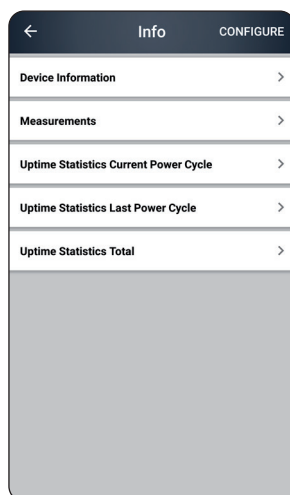 Info CONFIGURE
Device Information
Measurements
Uptime Statistics Current Power Cycle
Uptime Statistics Last Power Cycle
Uptime Statistics Total